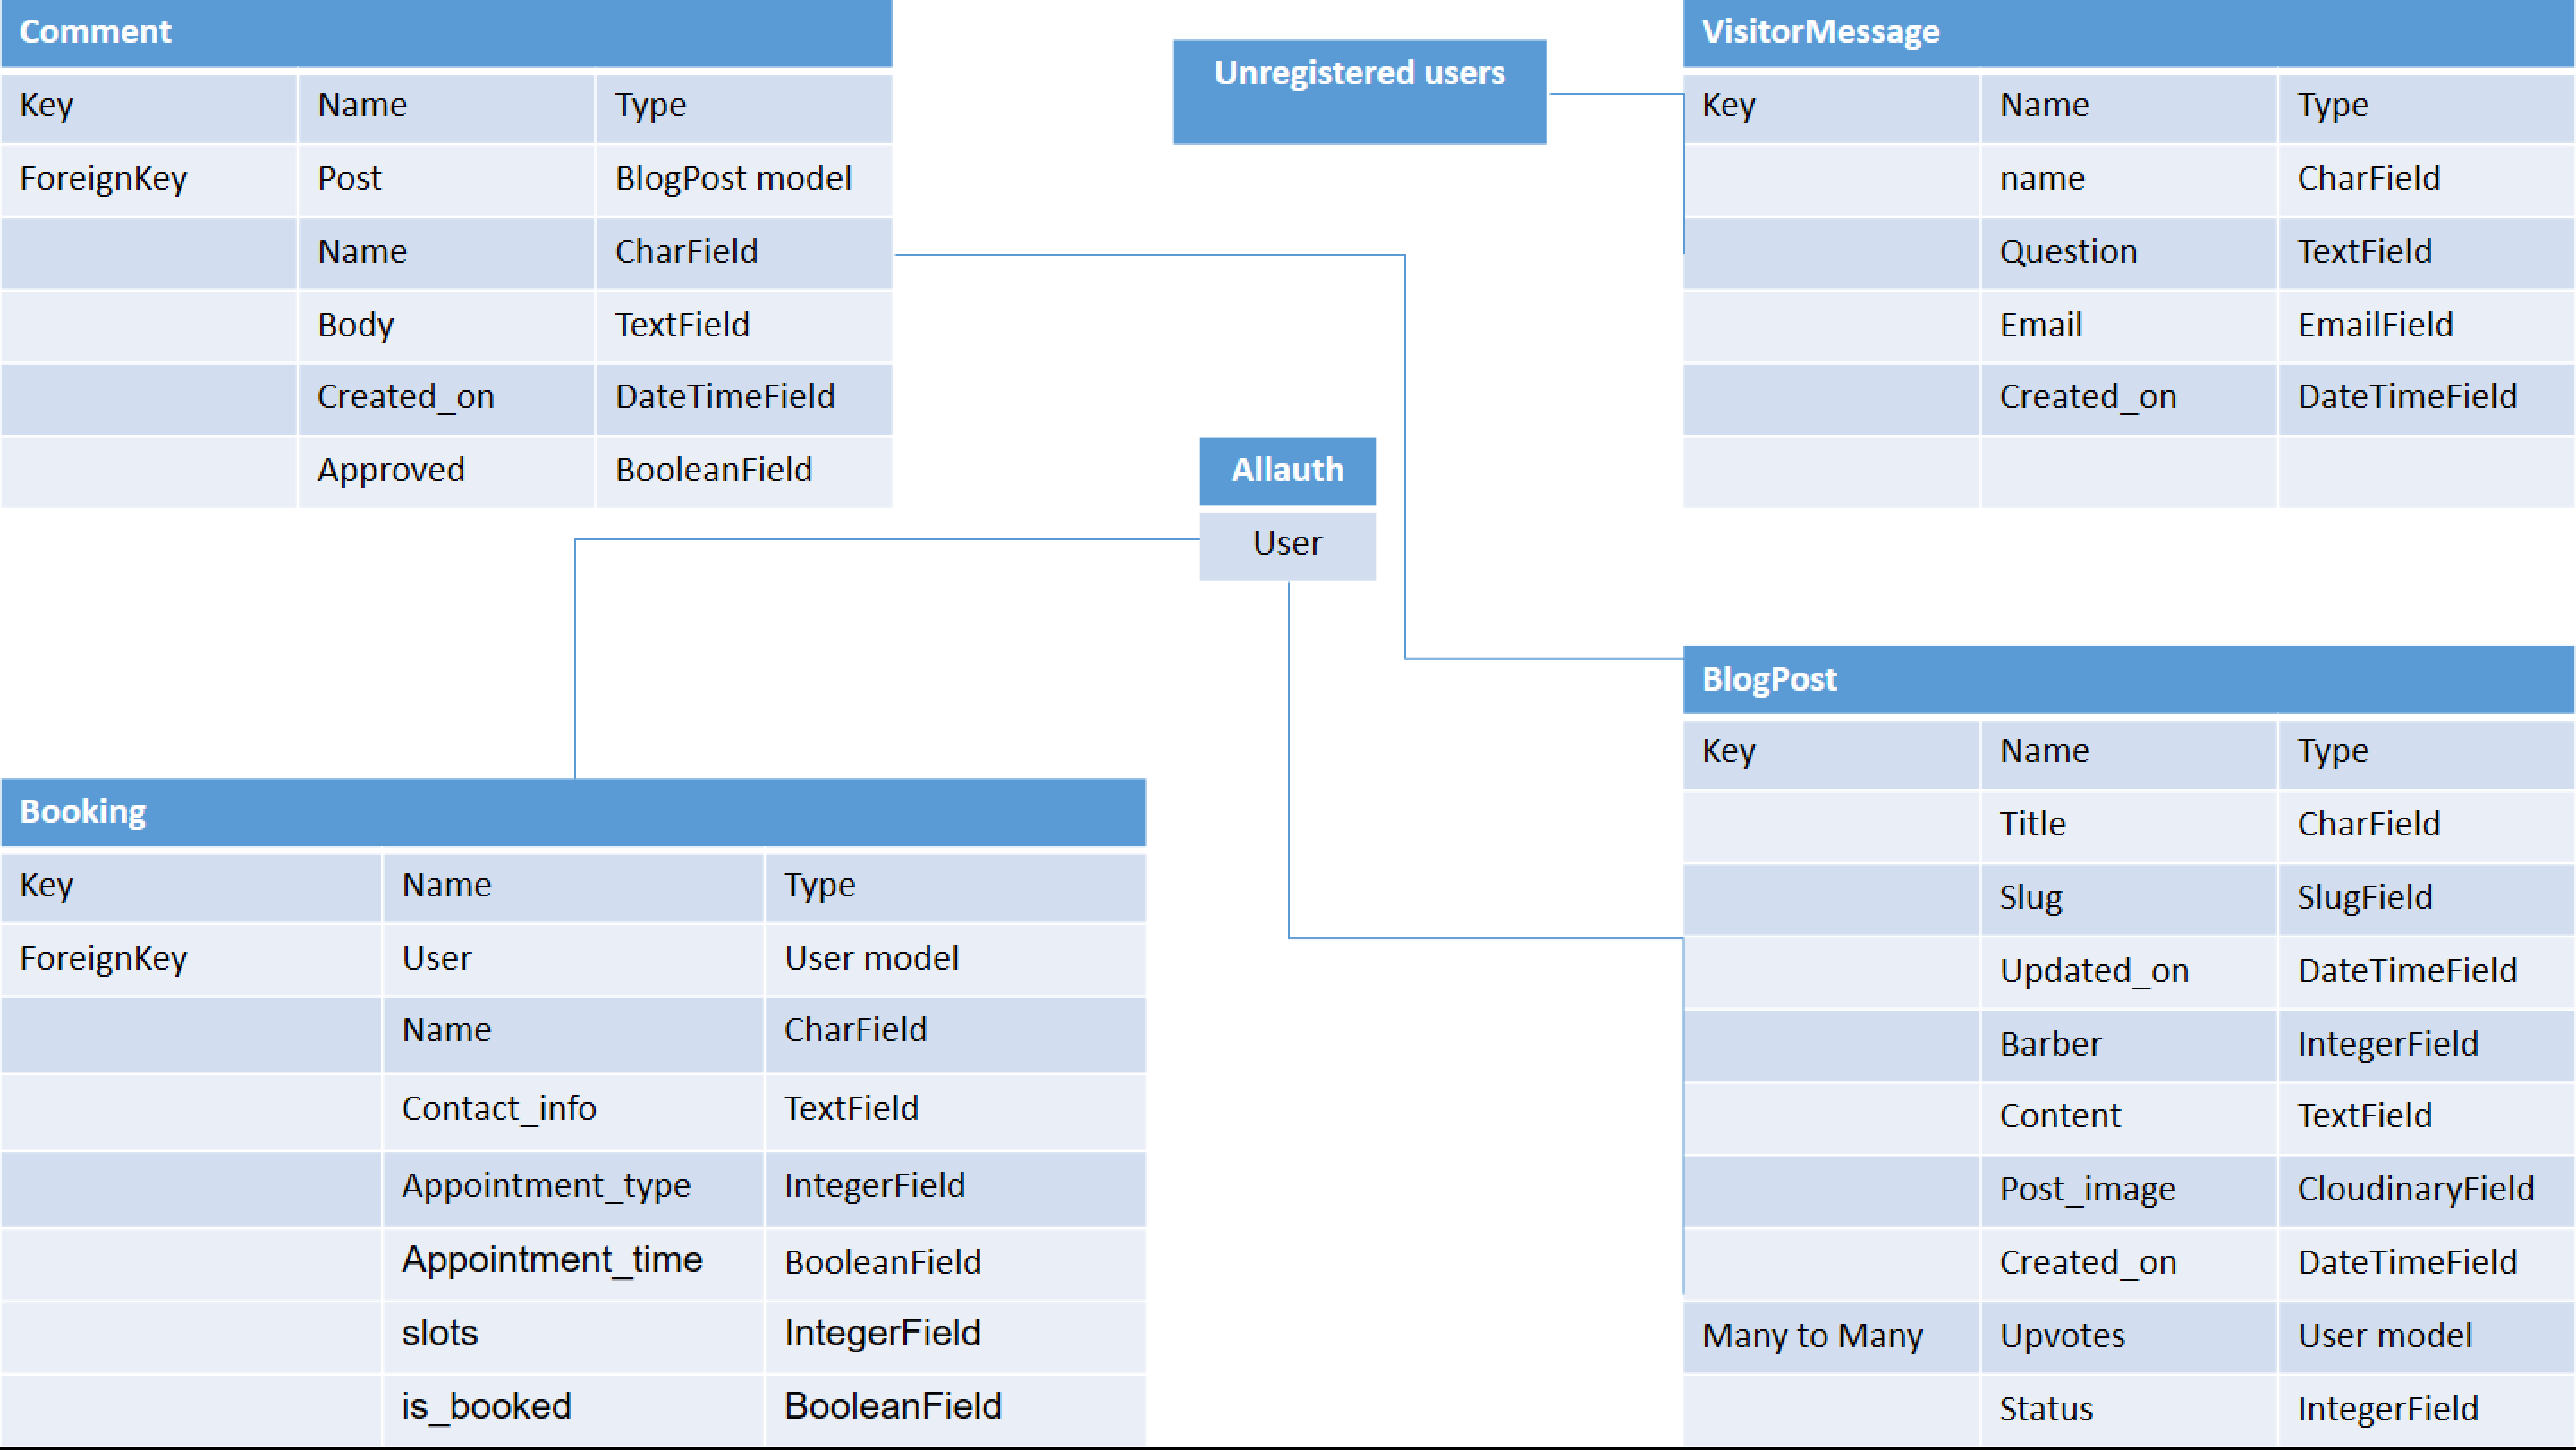 Comment
Key Name Type
ForeignKey Post BlogPost model
Name CharField
Body TextField
Created_on DateTimeField
Approved BooleanField
Unregistered users
VisitorMessage
Key Name Type
name CharField
Question TextField
Email EmailField
Created_on DateTimeField
Allauth
User
Booking
Key Name Type
ForeignKey User User model
Name CharField
Contact_info TextField
Appointment_type IntegerField
Appointment_time BooleanField
slots IntegerField
is_booked BooleanField
BlogPost
Key Name Type
Title CharField
Slug SlugField
Updated_on DateTimeField
Barber IntegerField
Content TextField
Post_image CloudinaryField
Created_on DateTimeField
Many to Many Upvotes User model
Status IntegerField